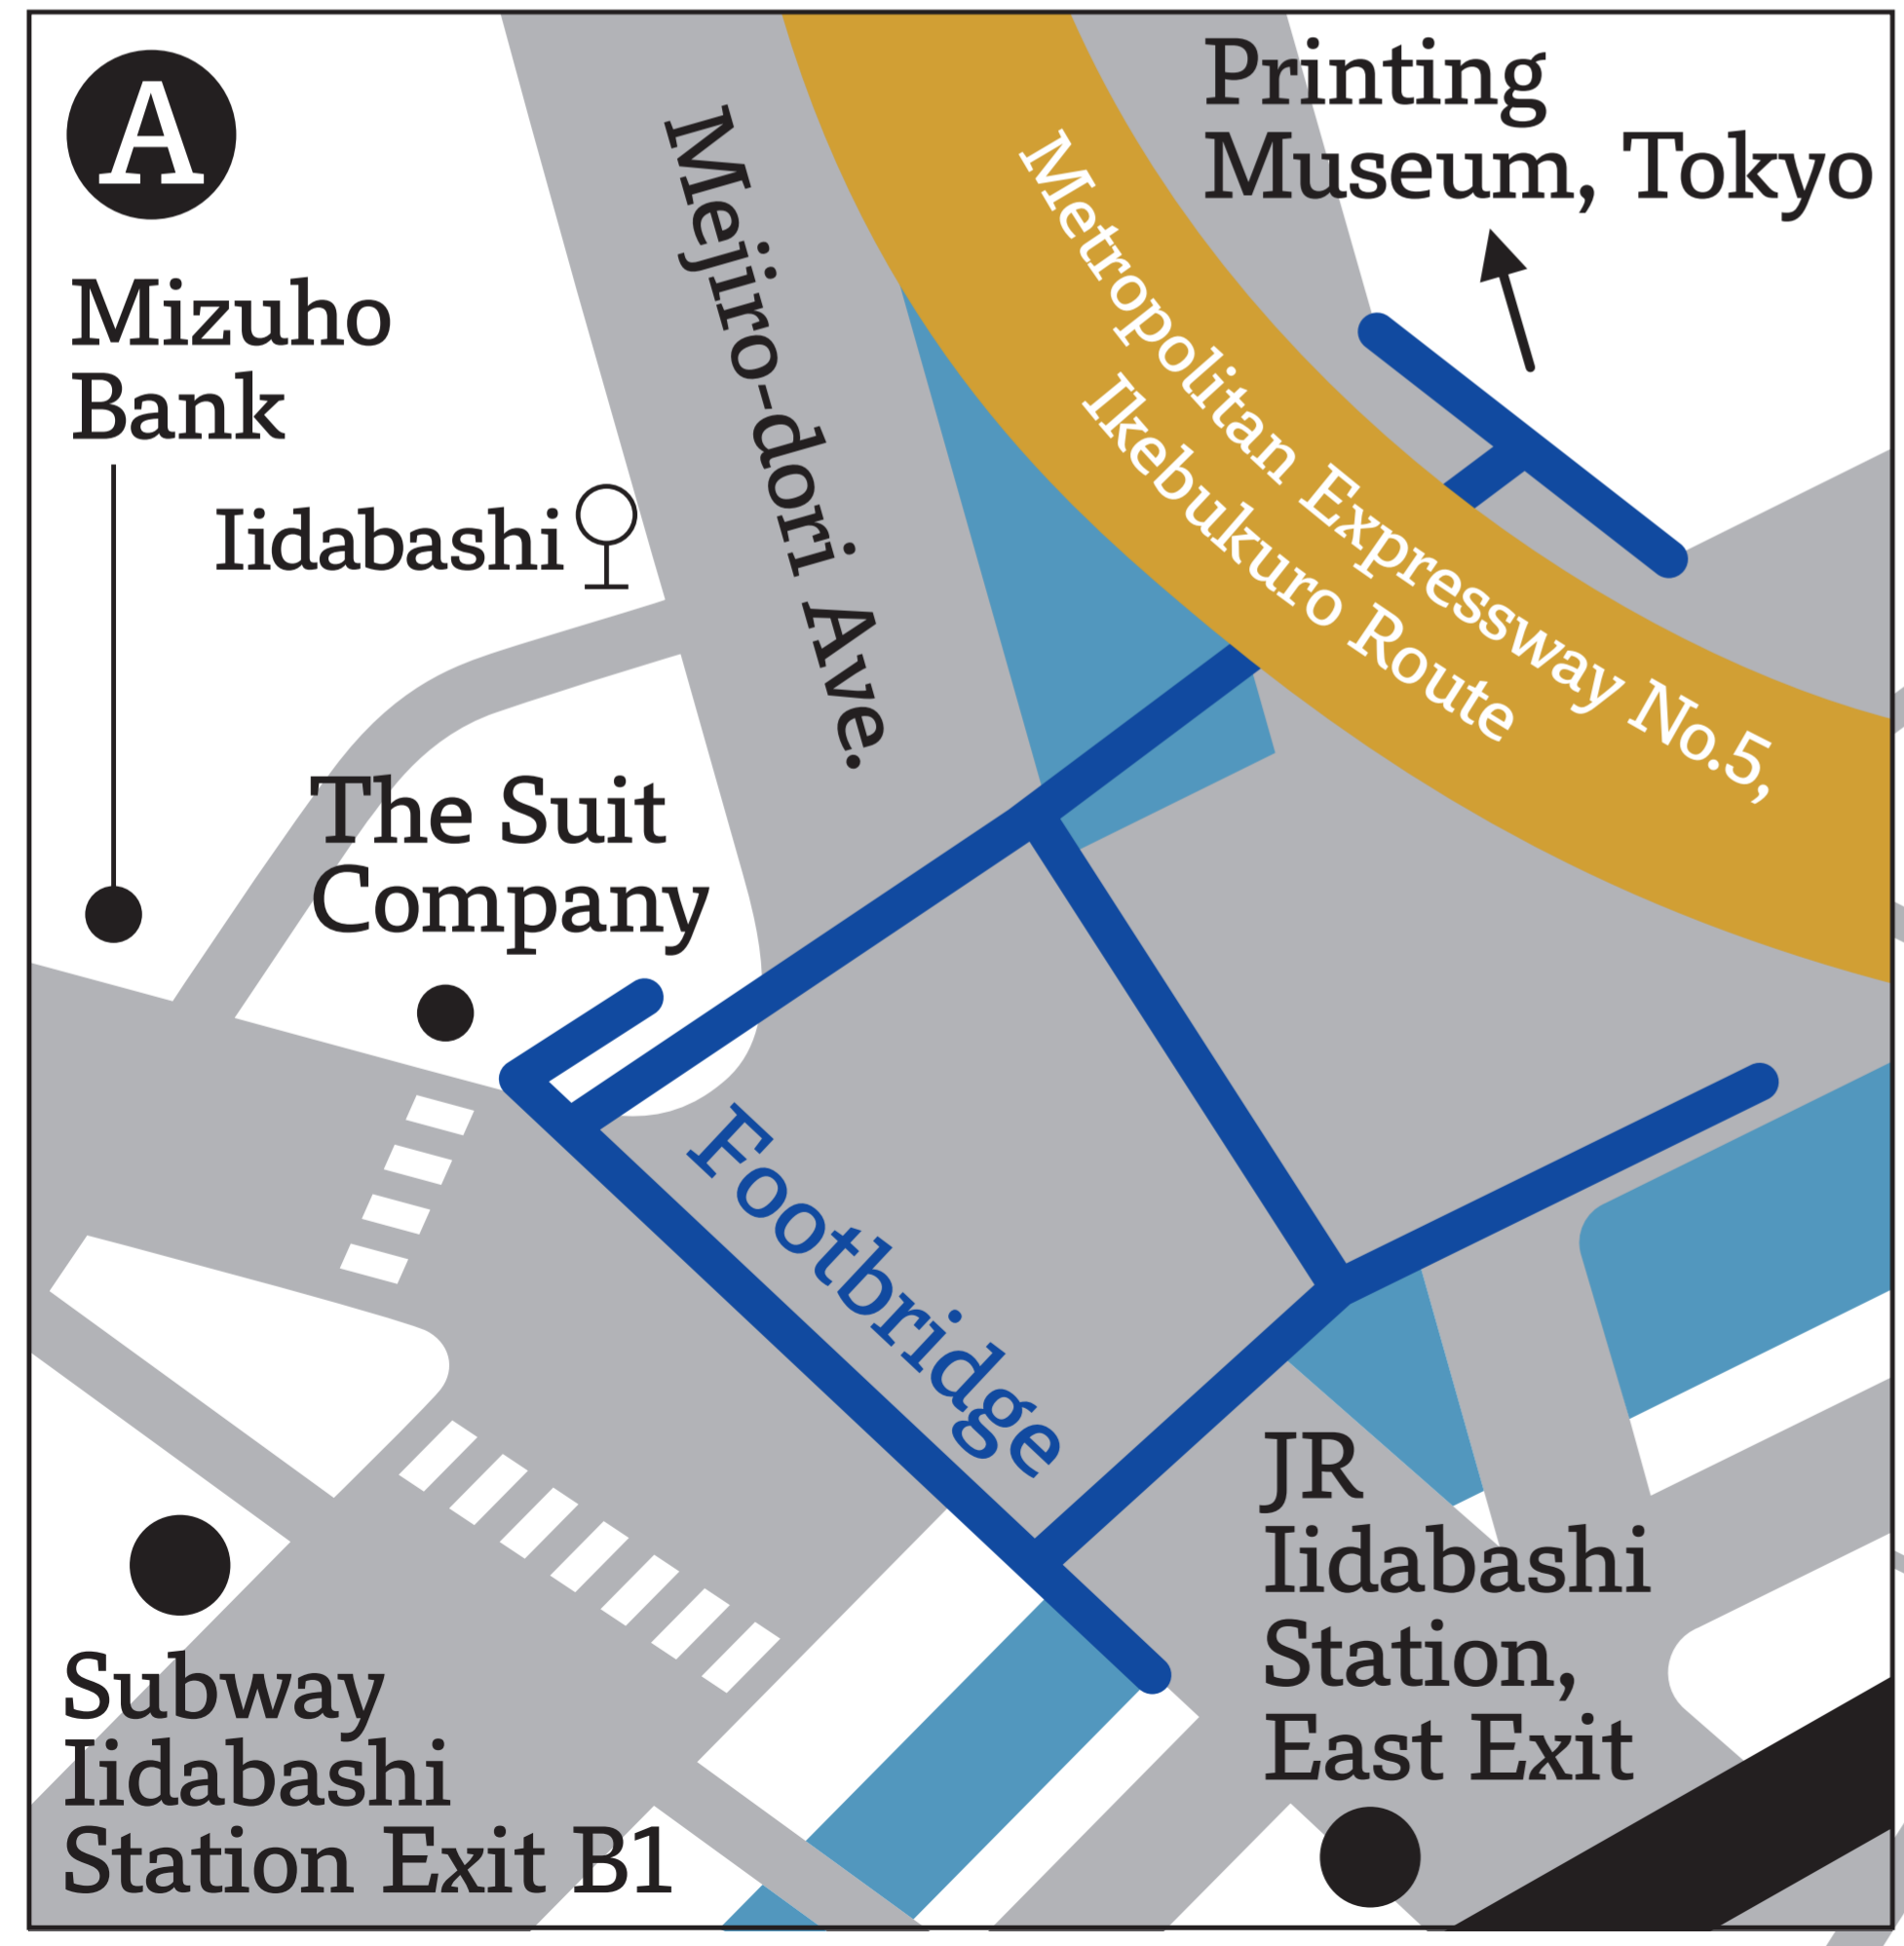 A
Mizuho
Bank
Iidabashi
Mejiro-dori Ave.
Printing
Museum, Tokyo
Metropolitan Expressway No.5,
Ikebukuro Route
The Suit
Company
Footbridge
JR
Iidabashi
Station,
East Exit
Subway
Iidabashi
Station Exit B1